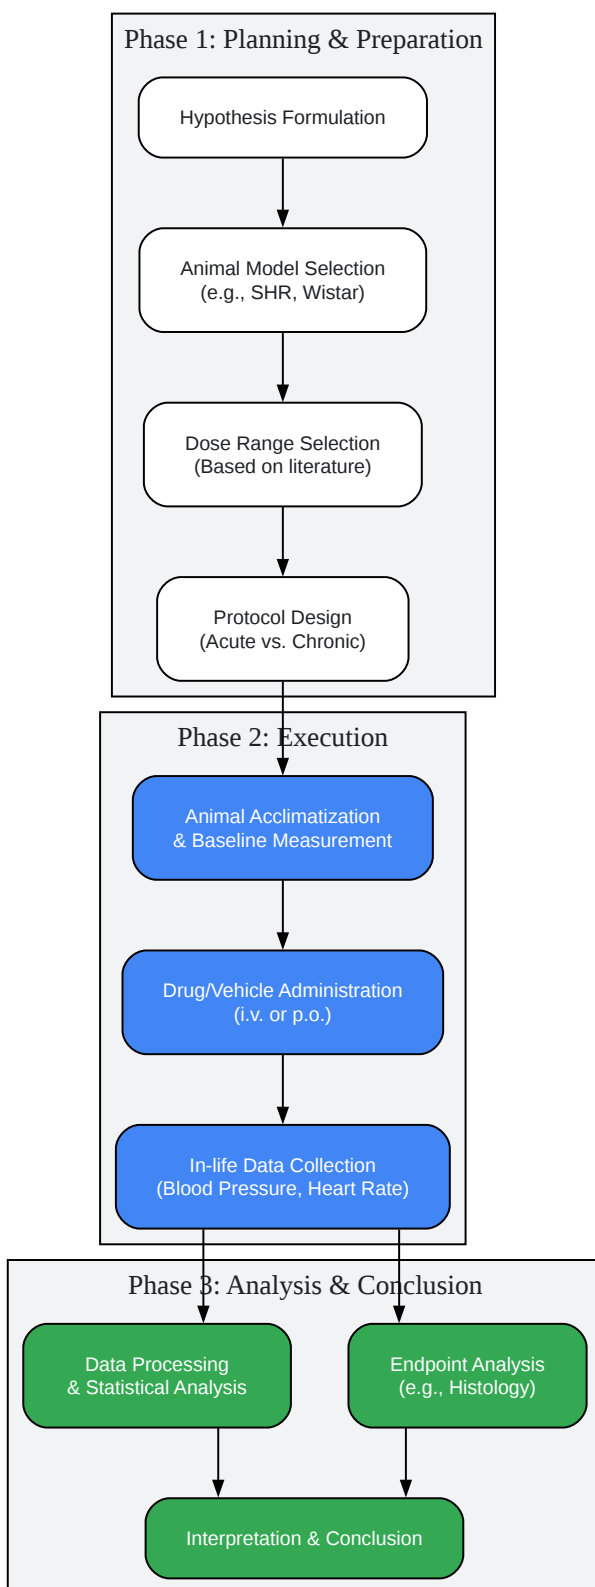 Phase 1: Planning & Preparation
Hypothesis Formulation
Animal Model Selection
(e.g., SHR, Wistar)
Dose Range Selection
(Based on literature)
Protocol Design
(Acute vs. Chronic)
Phase 2: Execution
Animal Acclimatization
& Baseline Measurement
Drug/Vehicle Administration
(i.v. or p.o.)
In-life Data Collection
(Blood Pressure, Heart Rate)
Phase 3: Analysis & Conclusion
Data Processing
& Statistical Analysis
Endpoint Analysis
(e.g., Histology)
Interpretation & Conclusion